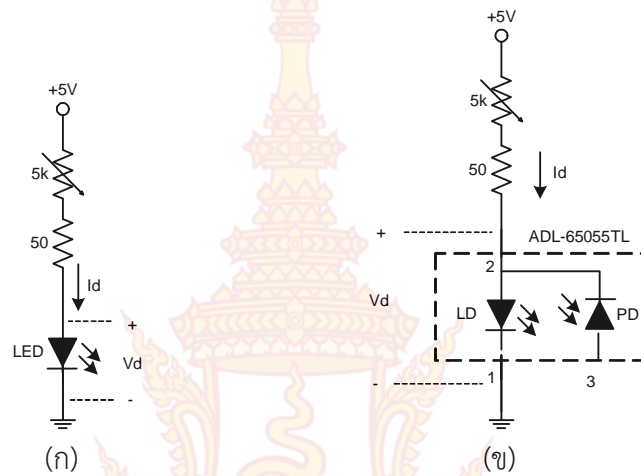 +5V
5k
50
Id
+
LED
Vd
-
(ก)
+5V
5k
50
Id
+
ADL-65055TL
2
Vd
LD
PD
-
1
3
(ข)